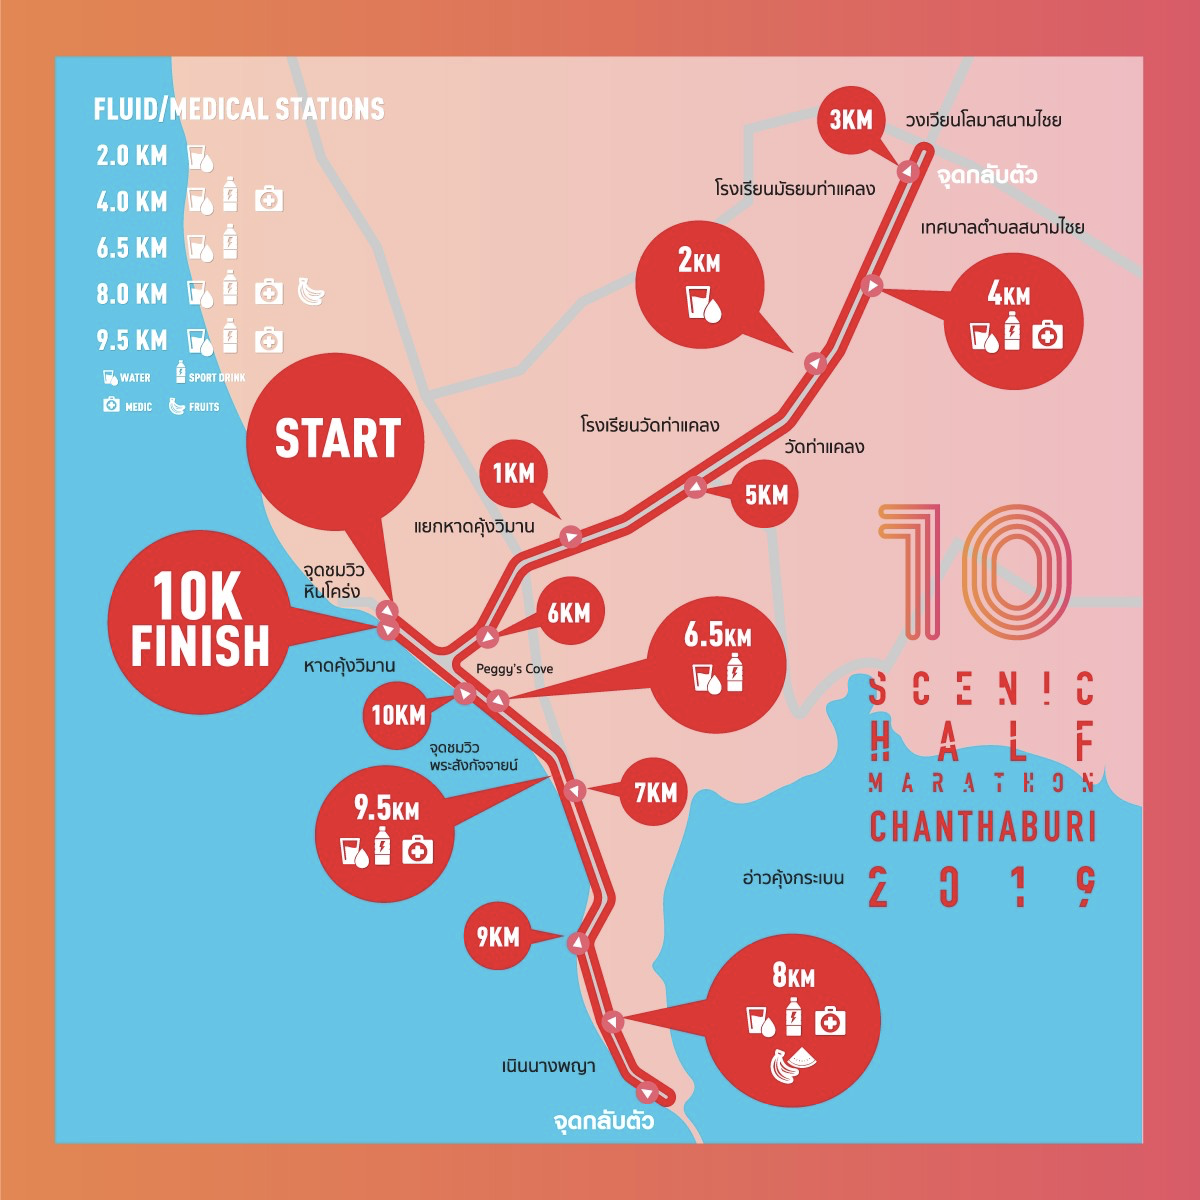 FLUID/MEDICAL STATIONS
2.0 KM
4.0 KM
6.5 KM
8.0 KM
9.5 KM
WATER
SPORT DRINK
MEDIC
FRUITS
3KM
วงเวียนโลมาสนามไชย
จุดกลับตัว
โรงเรียนมัธยมท่าแคลง
เทศบาลตำบลสนามไชย
2KM
4KM
START
โรงเรียนวัดท่าแคลง
วัดท่าแคลง
1KM
5KM
แยกหาดคุ้งวิมาน
10K
FINISH
จุดชมวิว
หินโคร่ง
6KM
6.5KM
หาดคุ้งวิมาน
Peggy's Cove
10KM
จุดชมวิว
พระสังกัจจายน์
9.5KM
7KM
10
SCENIC
HALF
MARATHON
CHANTHABURI
2019
อ่าวคุ้งกระเบน
9KM
8KM
เนินนางพญา
จุดกลับตัว